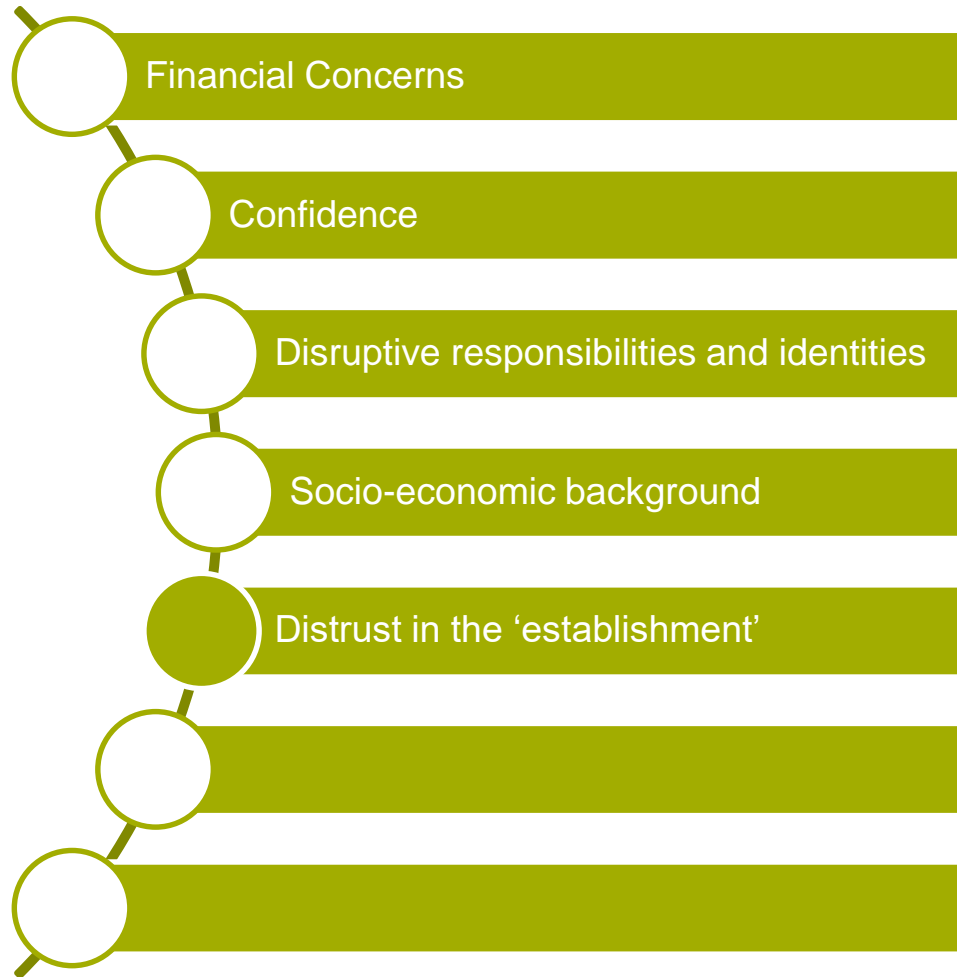 Financial Concerns
Confidence
Disruptive responsibilities and identities
Socio-economic background
Distrust in the ‘establishment’